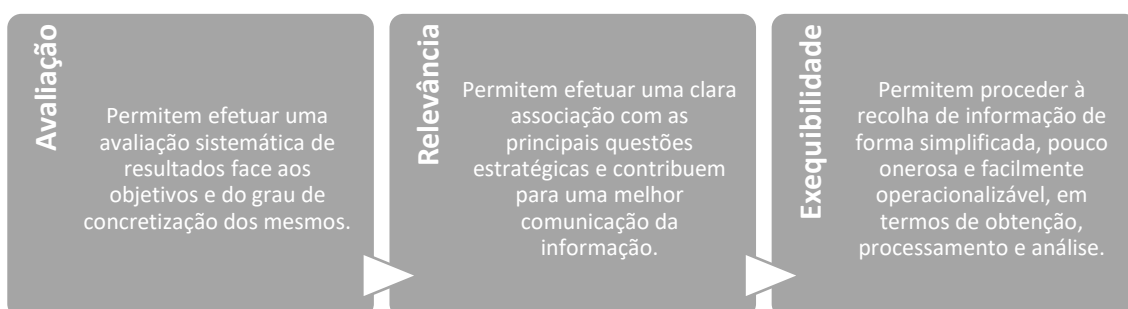 Avaliação
Permitem efetuar uma
avaliação sistemática de
resultados face aos
objetivos e do grau de
concretização dos mesmos.
Relevância
Permitem efetuar uma clara
associação com as
principais questões
estratégicas e contribuem
para uma melhor
comunicação da
informação.
Exequibilidade
Permitem proceder à
recolha de informação de
forma simplificada, pouco
onerosa e facilmente
operacionalizável, em
termos de obtenção,
processamento e análise.